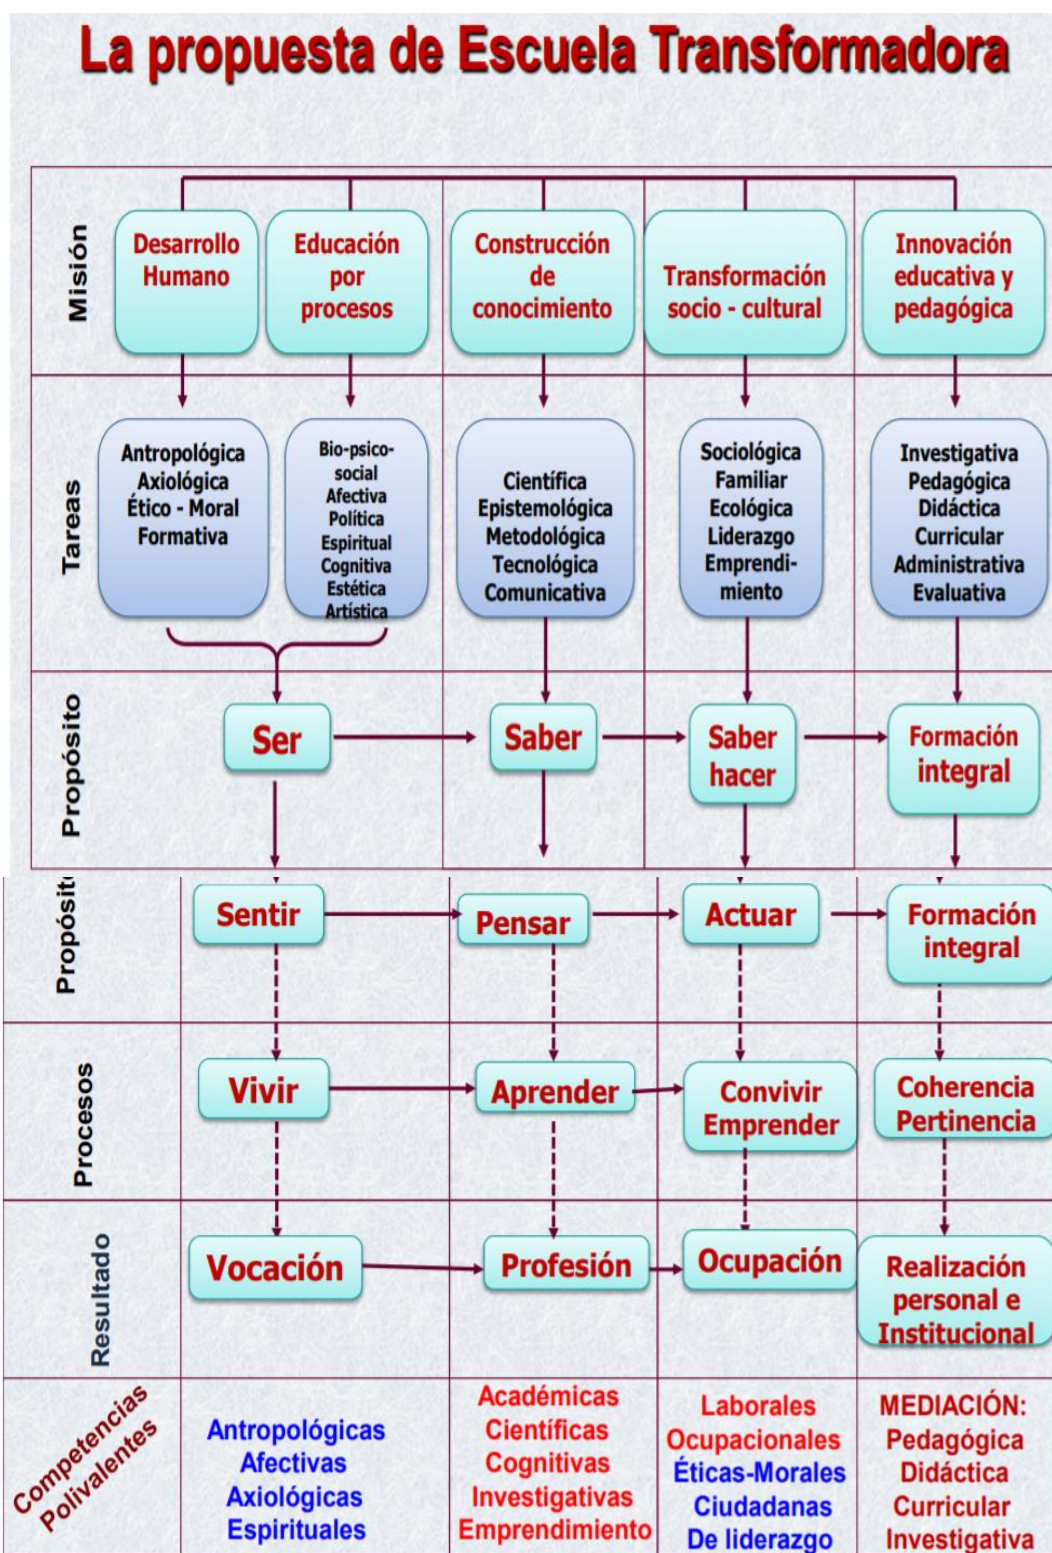 La propuesta de Escuela Transformadora
Misión
Desarrollo
Humano
Educación
por
procesos
Construcción
de
conocimiento
Transformación
socio - cultural
Innovación
educativa y
pedagógica
Tareas
Antropológica
Axiológica
Ético - Moral
Formativa
Bio-psico-
social
Afectiva
Política
Espiritual
Cognitiva
Estética
Artística
Científica
Epistemológica
Metodológica
Tecnológica
Comunicativa
Sociológica
Familiar
Ecológica
Liderazgo
Emprendi-
miento
Investigativa
Pedagógica
Didáctica
Curricular
Administrativa
Evaluativa
Propósito
Ser
Saber
Saber
hacer
Formación
integral
Propósito
Sentir
Pensar
Actuar
Formación
integral
Procesos
Vivir
Aprender
Convivir
Emprender
Coherencia
Pertinencia
Resultado
Vocación
Profesión
Ocupación
Realización
personal e
Institucional
Competencias
Polivalentes
Antropológicas
Afectivas
Axiológicas
Espirituales
Académicas
Científicas
Cognitivas
Investigativas
Emprendimiento
Laborales
Ocupacionales
Éticas-Morales
Ciudadanas
De liderazgo
MEDIACIÓN:
Pedagógica
Didáctica
Curricular
Investigativa